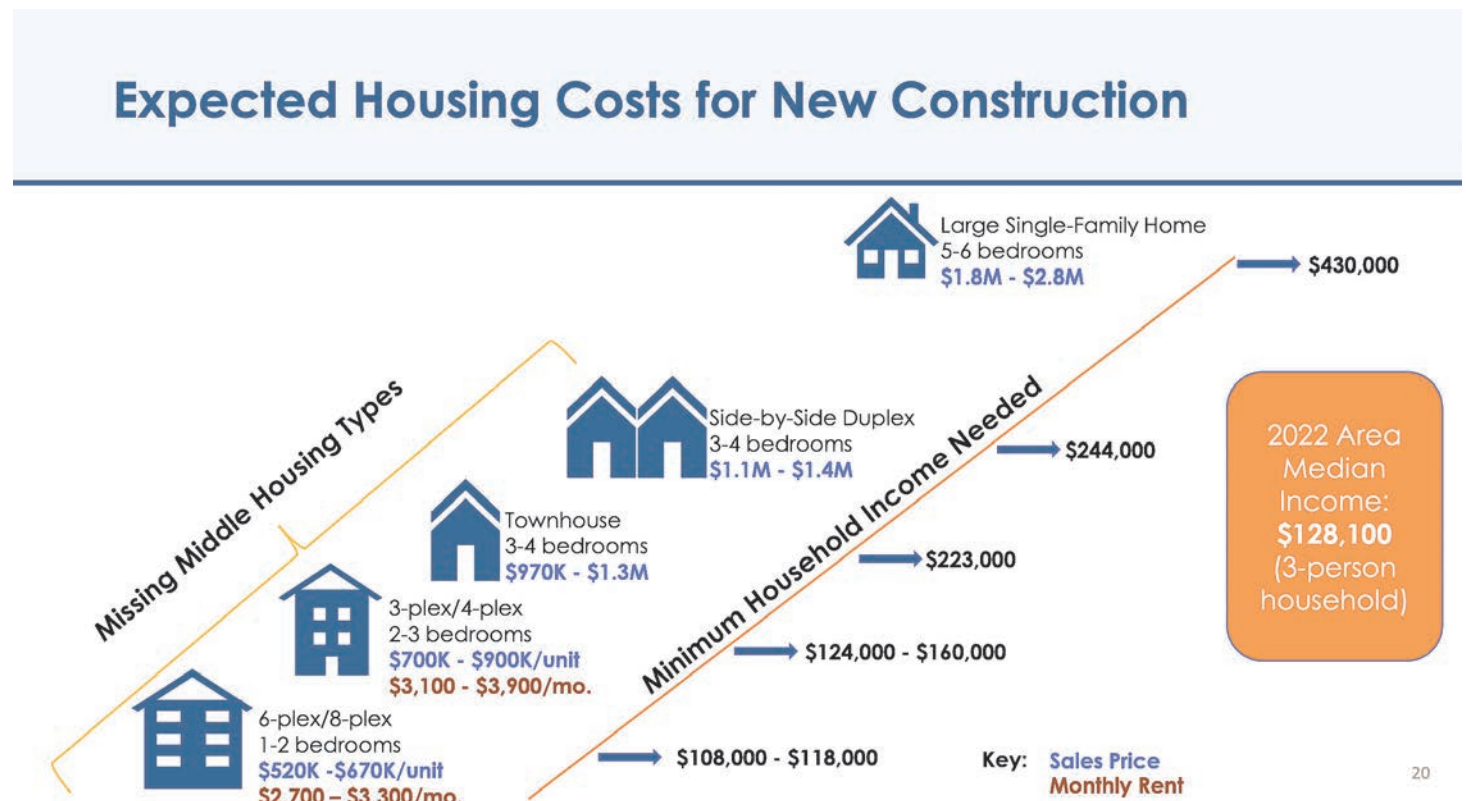 Expected Housing Costs for New Construction
Large Single-Family Home
5-6 bedrooms
$1.8M - $2.8M
$430,000
Missing Middle Housing Types
Side-by-Side Duplex
3-4 bedrooms
$1.1M - $1.4M
Minimum Household Income Needed
$244,000
2022 Area
Median
Income:
$128,100
(3-person
household)
Townhouse
3-4 bedrooms
$970K - $1.3M
$223,000
3-plex/4-plex
2-3 bedrooms
$700K - $900K/unit
$3,100 - $3,900/mo.
$124,000 - $160,000
6-plex/8-plex
1-2 bedrooms
$520K -$670K/unit
$2,700 – $3,300/mo.
$108,000 - $118,000
Key: Sales Price
Monthly Rent
20